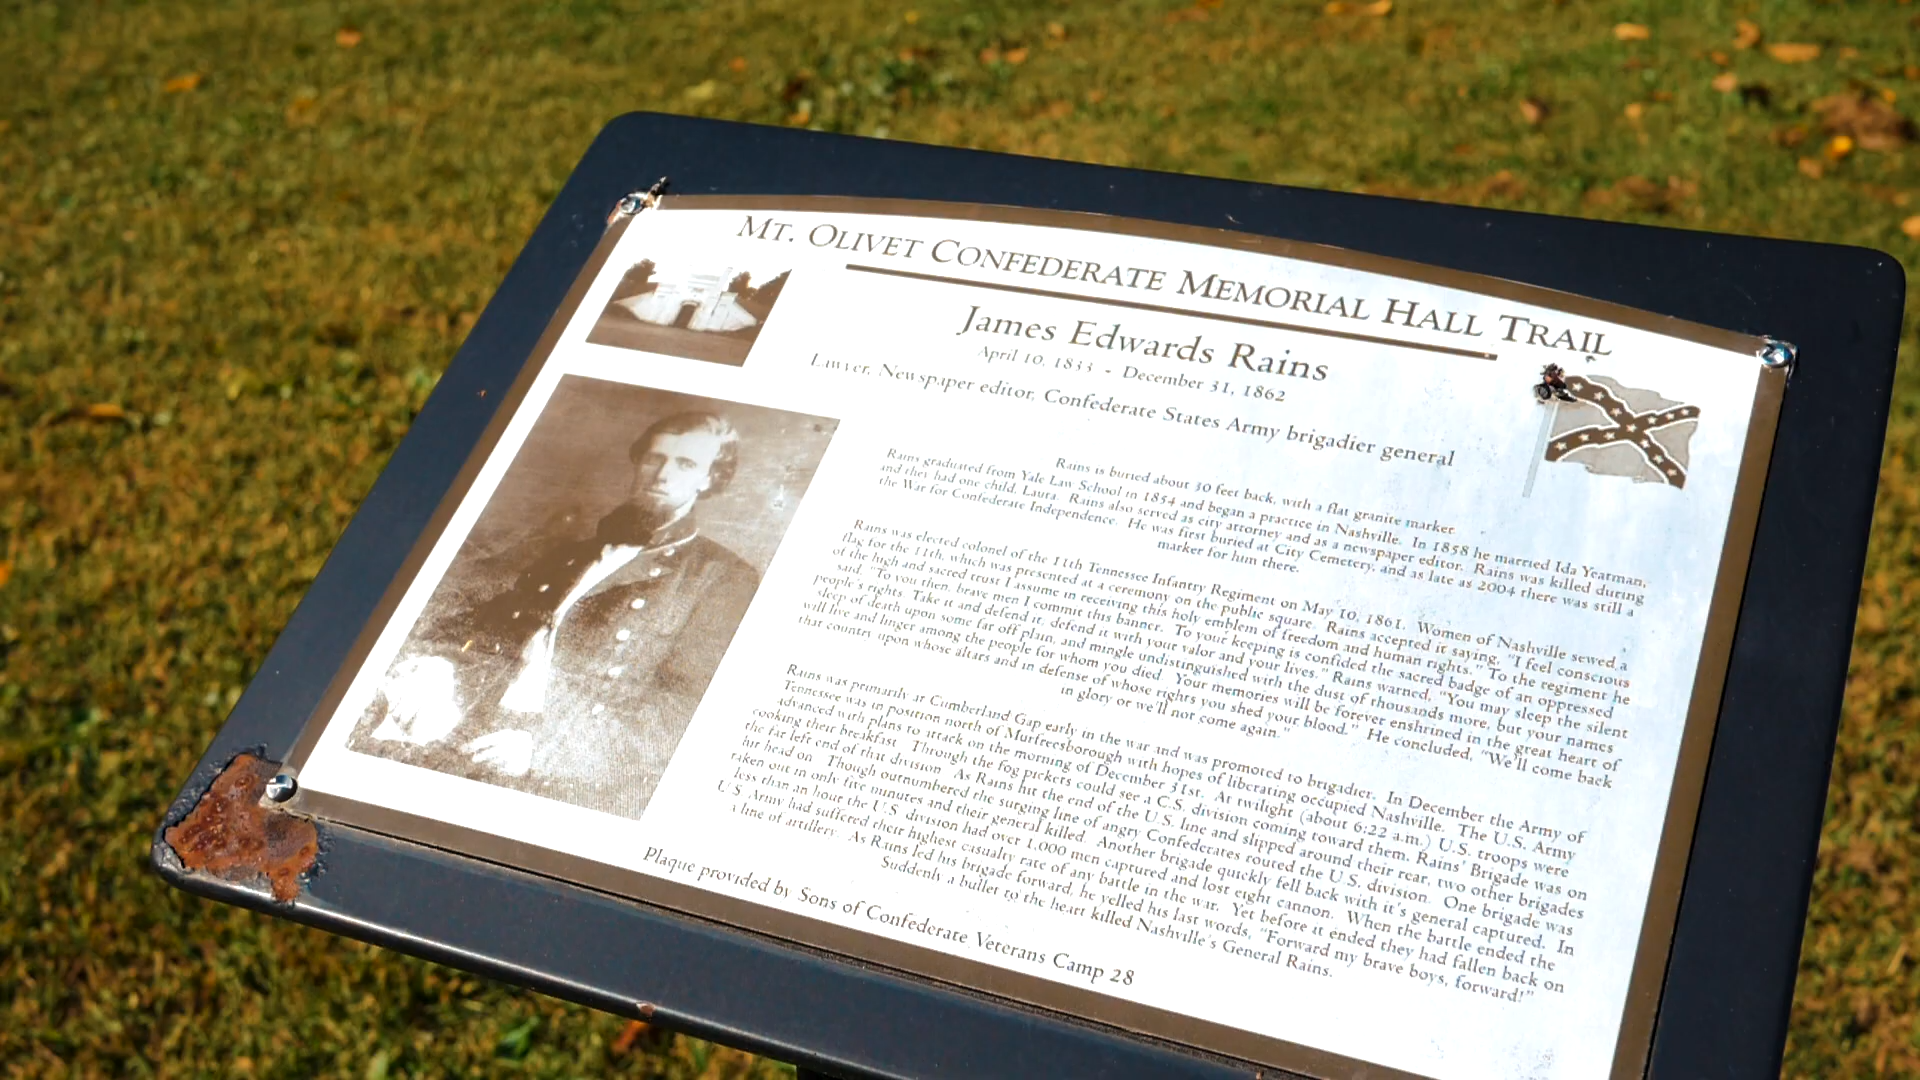 MT. OLIVET CONFEDERATE MEMORIAL HALL TRAIL
James Edwards Rains
April 10, 1833 - December 31, 1862
Lawyer, Newspaper editor, Confederate States Army brigadier general
Rains is buried about 50 feet back, with a flat granite marker.
Rains graduated from Yale Law School in 1854 and began a practice in Nashville. In 1858 he married Ida Yeatman,
and they had one child, Laura. Rains also served as city attorney and as a newspaper editor. Rains was killed during
the War for Confederate Independence. He was first buried at City Cemetery, and as late as 2004 there was still a
marker for him there.
Rains was elected colonel of the 11th Tennessee Infantry Regiment on May 10, 1861. Women of Nashville sewed a
flag for the 11th, which was presented at a ceremony on the public square. Rains accepted it saying, "I feel conscious
of the high and sacred trust I assume in receiving this holy emblem of freedom and human rights." To the regiment he
said, "To you then, brave men I commit this banner. To your keeping is confided the sacred badge of an oppressed
people's rights. Take it and defend it, defend it with your valor and your lives." Rains warned, "You may sleep the silent
sleep of death upon some far off plain, and mingle undistinguished with the dust of thousands more, but your names
will live and linger among the people for whom you died. Your memories will be forever enshrined in the great heart of
that country upon whose altars and in defense of whose rights you shed your blood." He concluded, "We'll come back
in glory or we'll not come again."
Rains was primarily at Cumberland Gap early in the war and was promoted to brigadier. In December the Army of
Tennessee was in position north of Murfreesborough with hopes of liberating occupied Nashville. The U.S. Army
advanced with plans to attack on the morning of December 31st. At twilight (about 6:22 a.m.) U.S. troops were
cooking their breakfast. Through the fog pickets could see a C.S. division coming toward them. Rains' Brigade was on
the far left end of that division. As Rains hit the end of the U.S. line and slipped around their rear, two other brigades
hit head on. Though outnumbered the surging line of angry Confederates routed the U.S. division. One brigade was
taken out in only five minutes and their general killed. Another brigade quickly fell back with it's general captured. In
less than an hour the U.S. division had over 1,000 men captured and lost eight cannon. When the battle ended the
U.S. Army had suffered their highest casualty rate of any battle in the war. Yet before it ended they had fallen back on
a line of artillery. As Rains led his brigade forward, he yelled his last words, "Forward my brave boys, forward!"
Suddenly a bullet to the heart killed Nashville's General Rains.
Plaque provided by Sons of Confederate Veterans Camp 28